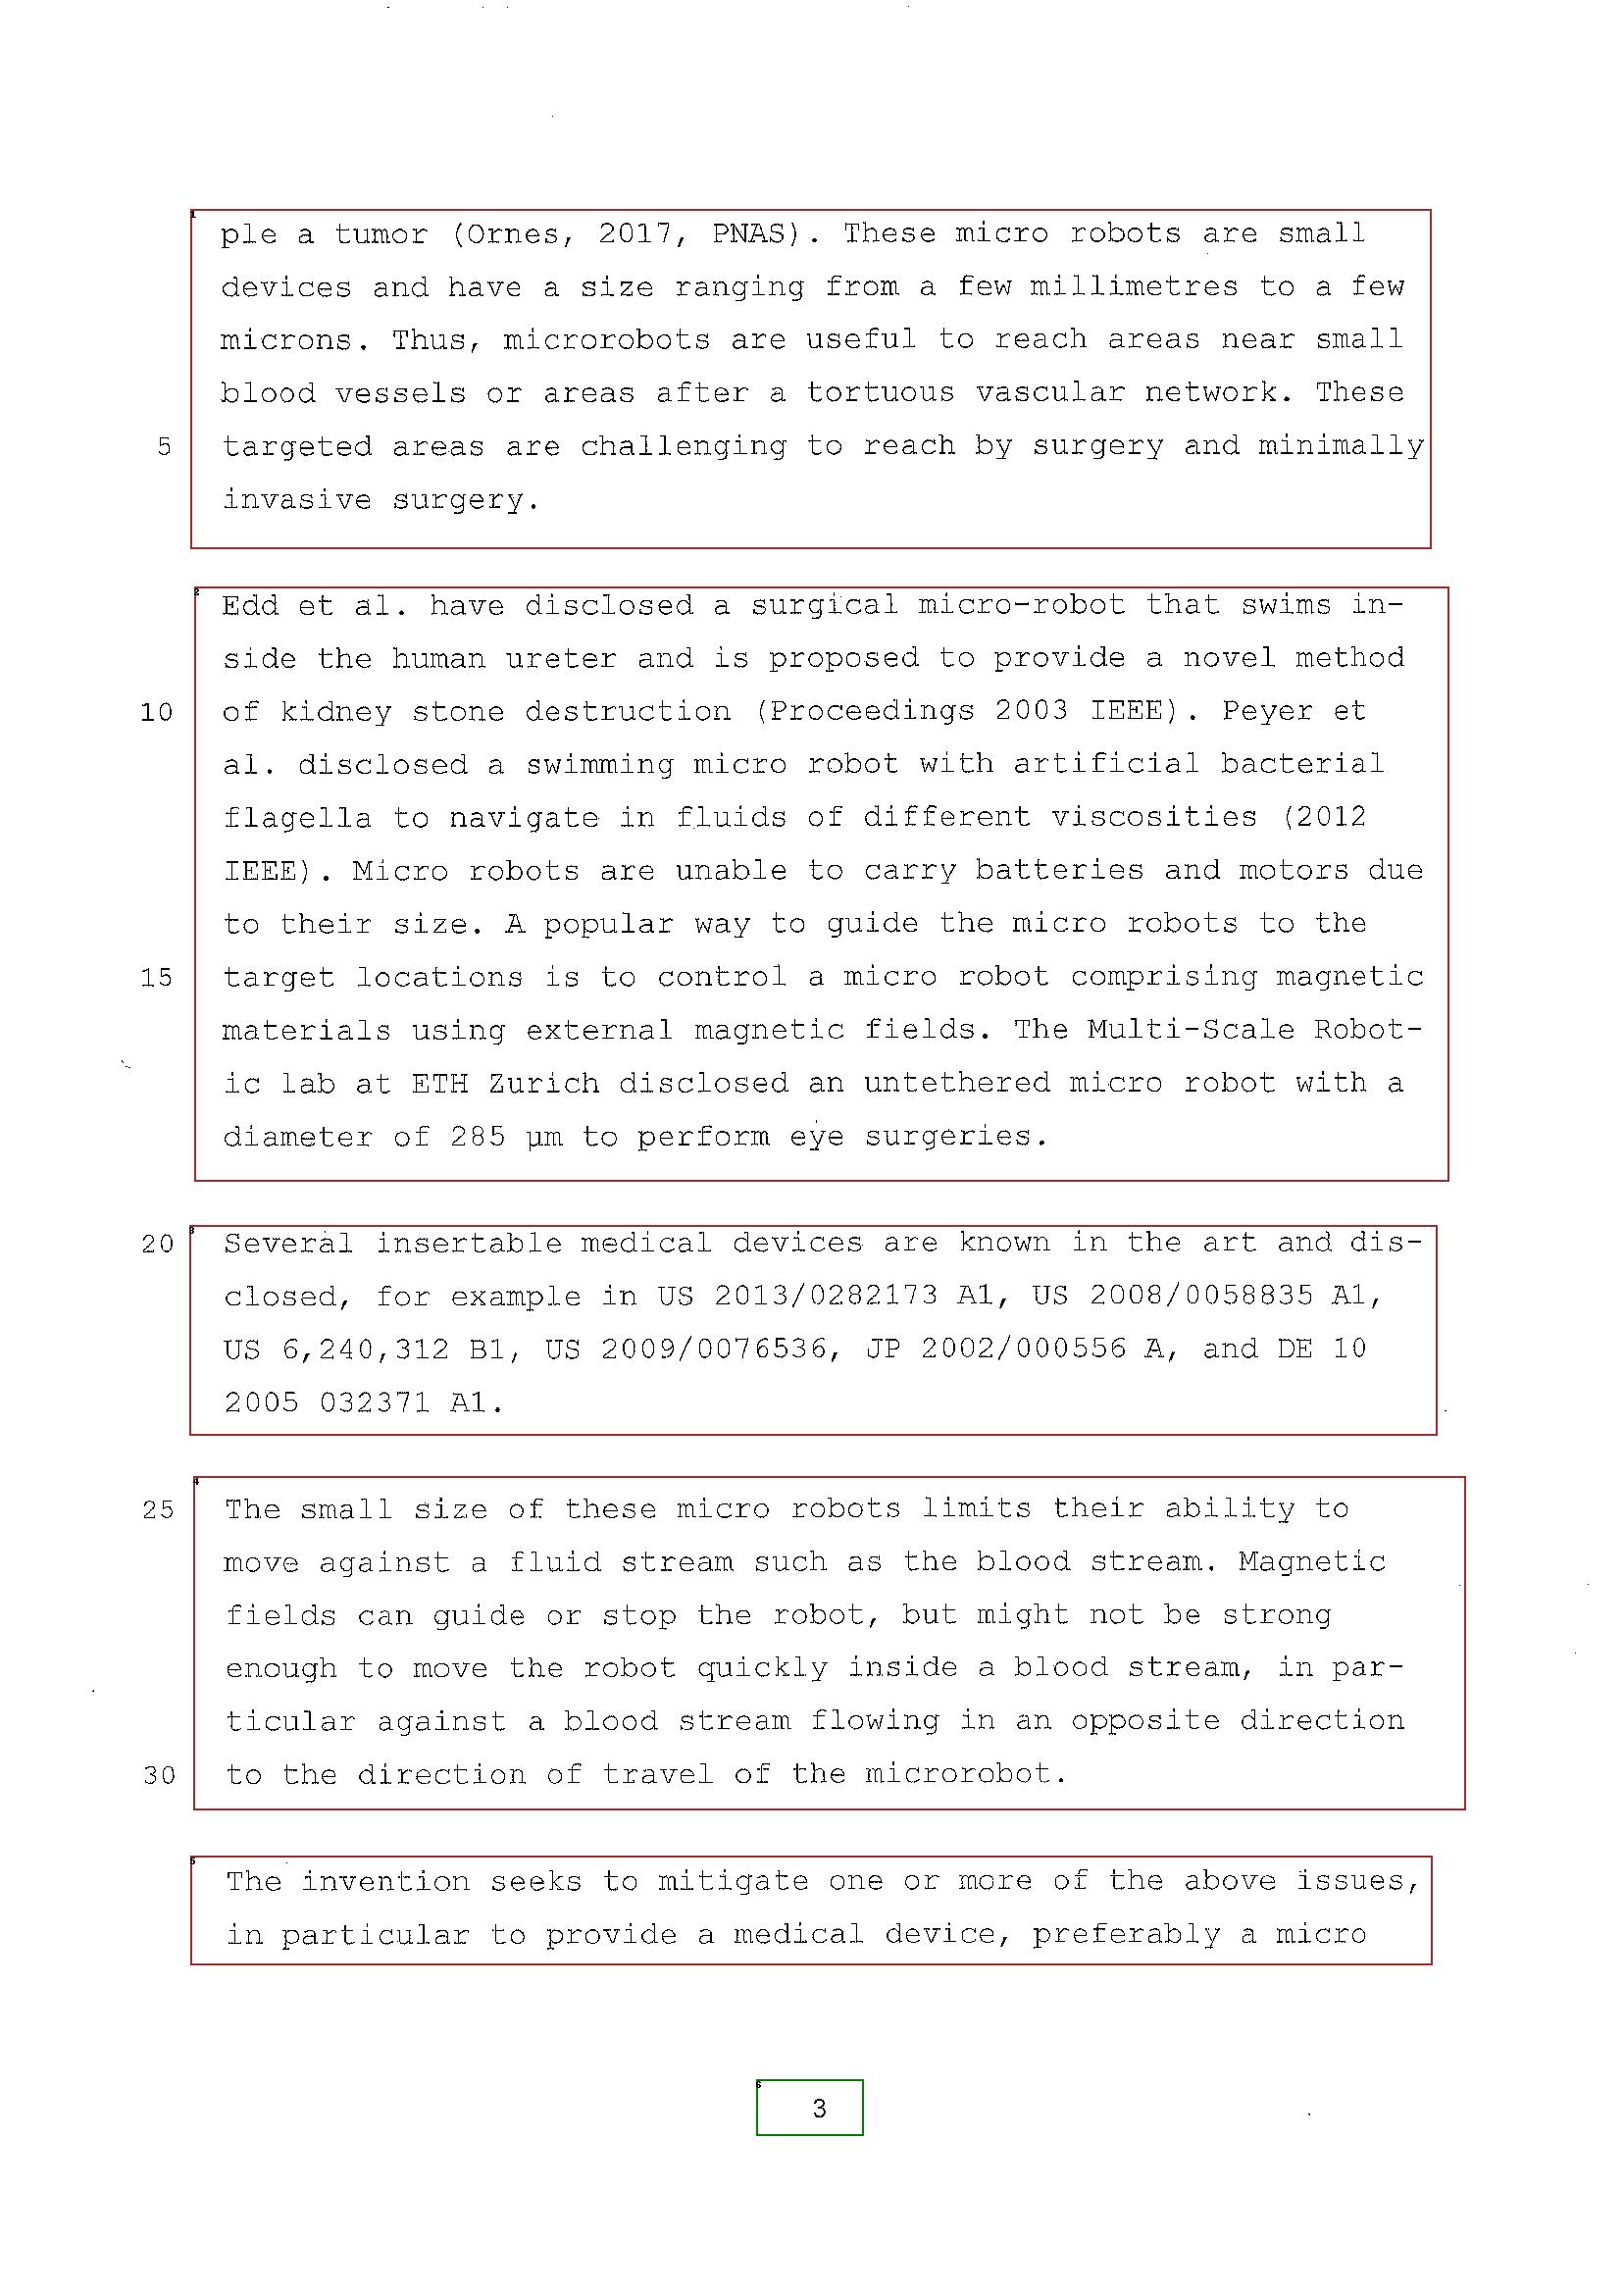 ple a tumor (Ornes, 2017, PNAS). These micro robots are small
devices and have a size ranging from a few millimetres to a few
microns. Thus, microrobots are useful to reach areas near small
blood vessels or areas after a tortuous vascular network. These
5 targeted areas are challenging to reach by surgery and minimally
invasive surgery.
Edd et al. have disclosed a surgical micro-robot that swims in-
side the human ureter and is proposed to provide a novel method
10 of kidney stone destruction (Proceedings 2003 IEEE). Peyer et
al. disclosed a swimming micro robot with artificial bacterial
flagella to navigate in fluids of different viscosities (2012
IEEE). Micro robots are unable to carry batteries and motors due
to their size. A popular way to guide the micro robots to the
15 target locations is to control a micro robot comprising magnetic
materials using external magnetic fields. The Multi-Scale Robot-
ic lab at ETH Zurich disclosed an untethered micro robot with a
diameter of 285 µm to perform eye surgeries.
20 Several insertable medical devices are known in the art and dis-
closed, for example in US 2013/0282173 A1, US 2008/0058835 A1,
US 6,240,312 B1, US 2009/0076536, JP 2002/000556 A, and DE 10
2005 032371 A1.
25 The small size of these micro robots limits their ability to
move against a fluid stream such as the blood stream. Magnetic
fields can guide or stop the robot, but might not be strong
enough to move the robot quickly inside a blood stream, in par-
ticular against a blood stream flowing in an opposite direction
30 to the direction of travel of the microrobot.
The invention seeks to mitigate one or more of the above issues,
in particular to provide a medical device, preferably a micro
3